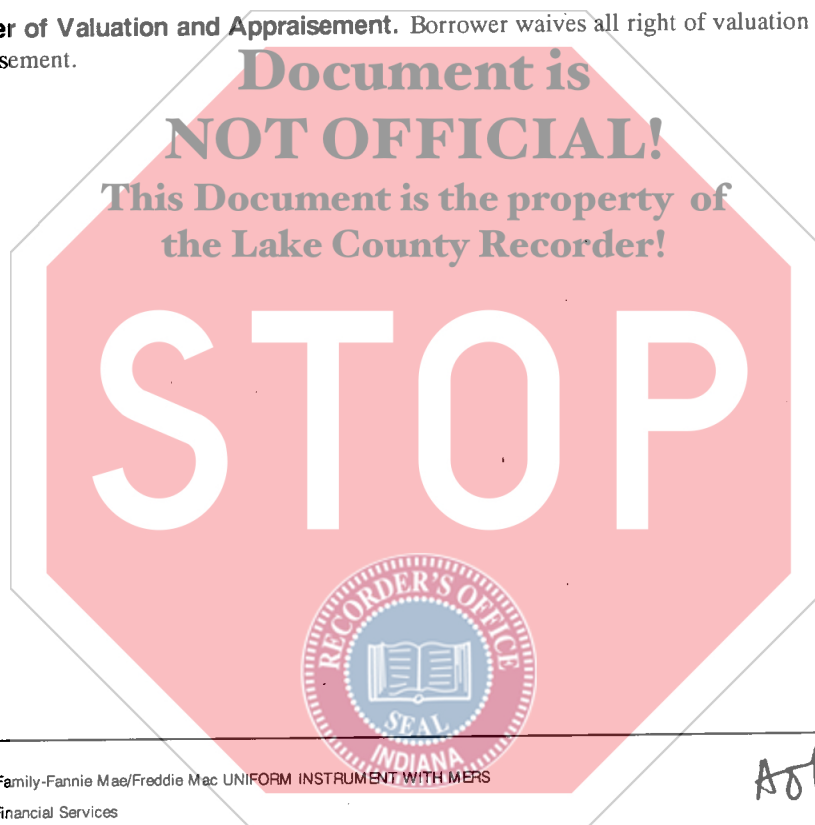 er of Valuation and Appraisement. Borrower waives all right of valuation
sement.
Document is
NOT OFFICIAL!
This Document is the property of
the Lake County Recorder!
STOP
RECORDER'S OFFICE
SEAL
INDIANA
Family-Fannie Mae/Freddie Mac UNIFORM INSTRUMENT WITH MERS
Financial Services